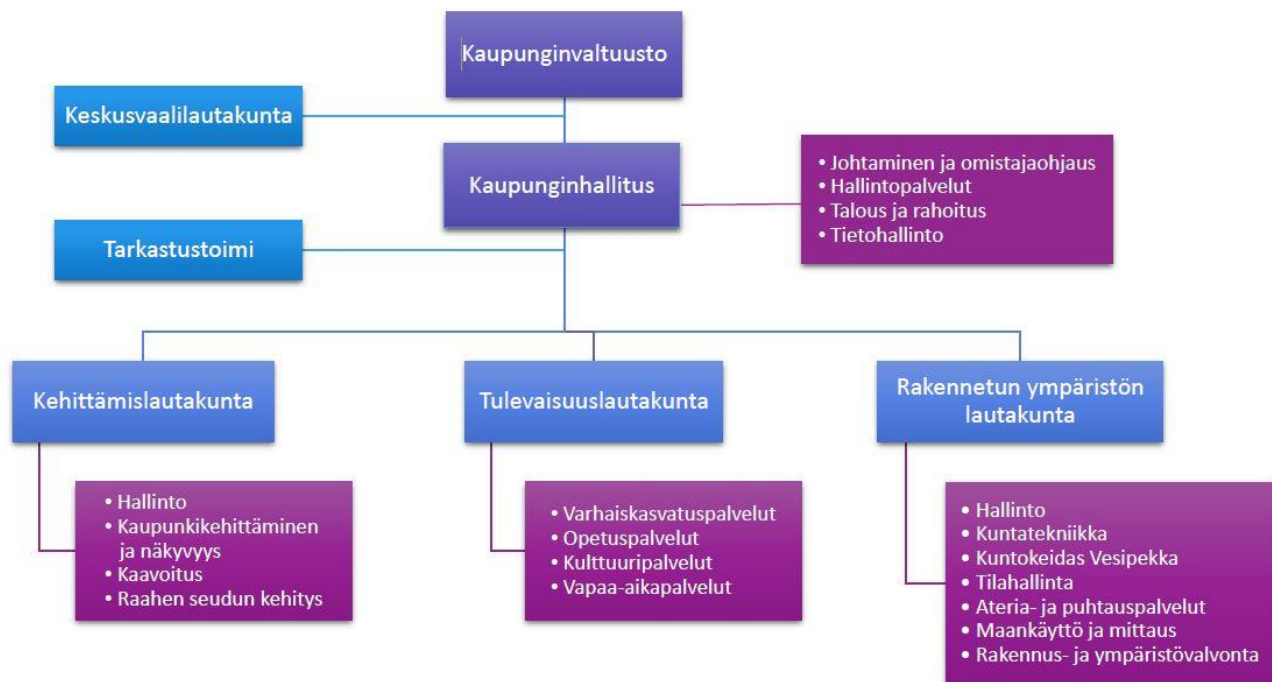 Kaupunginvaltuusto
Keskusvaalilautakunta
Kaupunginhallitus
• Johtaminen ja omistajaohjaus
• Hallintopalvelut
• Talous ja rahoitus
• Tietohallinto
Tarkastustoimi
Kehittämislautakunta
• Hallinto
• Kaupunkikehittäminen
ja näkyvyys
• Kaavoitus
• Raahen seudun kehitys
Tulevaisuuslautakunta
• Varhaiskasvatuspalvelut
• Opetuspalvelut
• Kulttuuripalvelut
• Vapaa-aikapalvelut
Rakennetun ympäristön
lautakunta
• Hallinto
• Kuntatekniikka
• Kuntokeidas Vesipekka
• Tilahallinta
• Ateria- ja puhtauspalvelut
• Maankäyttö ja mittaus
• Rakennus- ja ympäristövalvonta